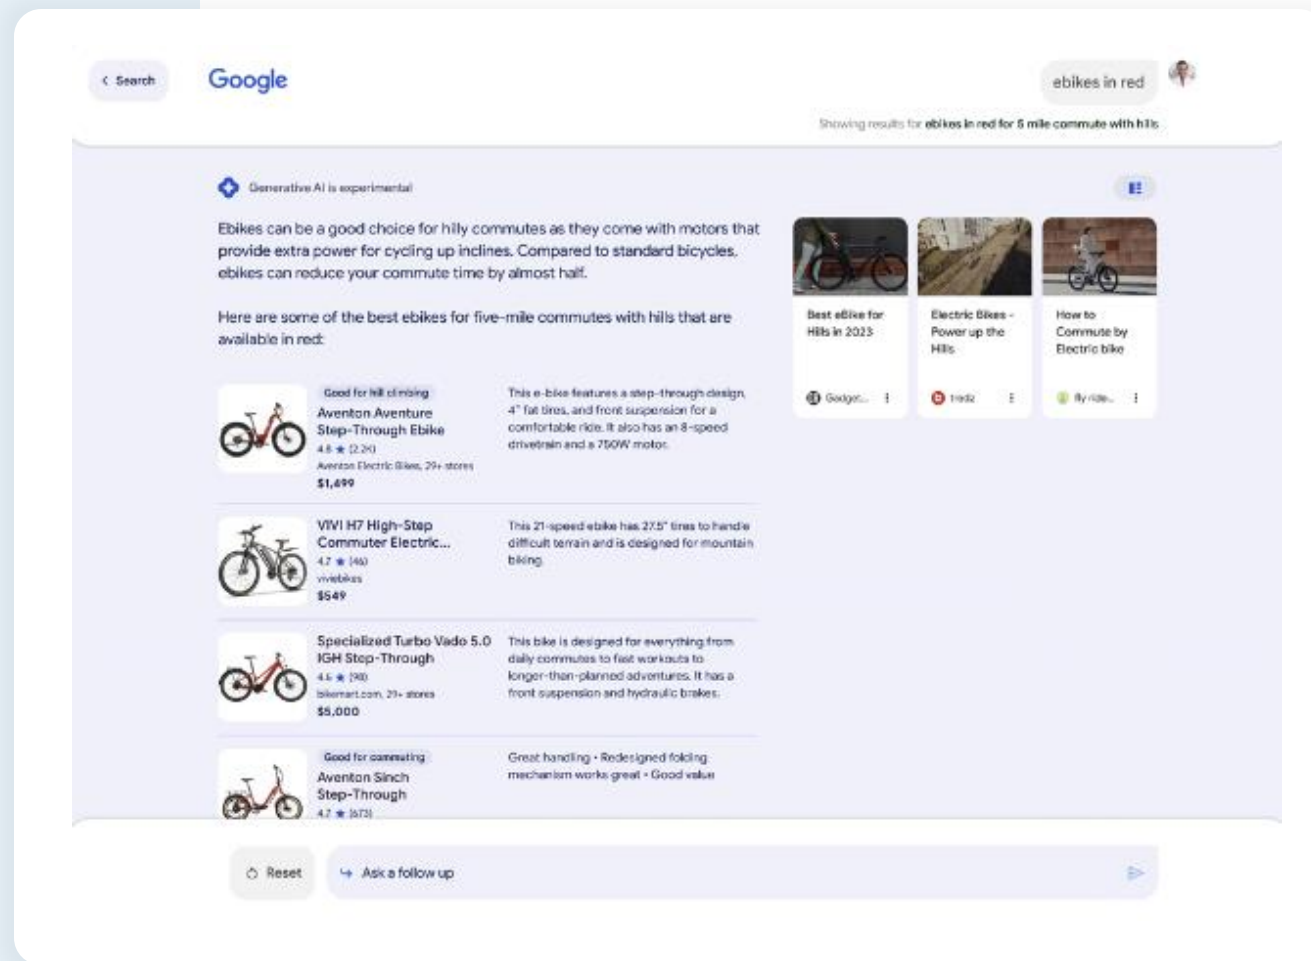 Search
Google
ebikes in red
Showing results for ebikes in red for 5 mile commute with hills
Generative AI is experimental
Ebikes can be a good choice for hilly commutes as they come with motors that
provide extra power for cycling up inclines. Compared to standard bicycles,
ebikes can reduce your commute time by almost half.
Here are some of the best ebikes for five-mile commutes with hills that are
available in red:
Good for hill climbing
Aventon Aventure
Step-Through Ebike
4.8 ★ (2.2K)
Aventon Electric Bikes, 29+ stores
$1,499
This e-bike features a step-through design,
4" fat tires, and front suspension for a
comfortable ride. It also has an 8-speed
drivetrain and a 750W motor.
VIVI H7 High-Step
Commuter Electric...
4.7 ★ (46)
viviebikes
$549
This 21-speed ebike has 27.5" tires to handle
difficult terrain and is designed for mountain
biking.
Specialized Turbo Vado 5.0
IGH Step-Through
4.6 ★ (98)
bikemart.com, 29+ stores
$5,000
This bike is designed for everything from
daily commutes to fast workouts to
longer-than-planned adventures. It has a
front suspension and hydraulic brakes.
Good for commuting
Aventon Sinch
Step-Through
4.7 ★ (673)
Great handling • Redesigned folding
mechanism works great • Good value
Best eBike for
Hills in 2023
Gadget...
Electric Bikes -
Power up the
Hills
tredz
How to
Commute by
Electric bike
fly ride...
Reset
Ask a follow up